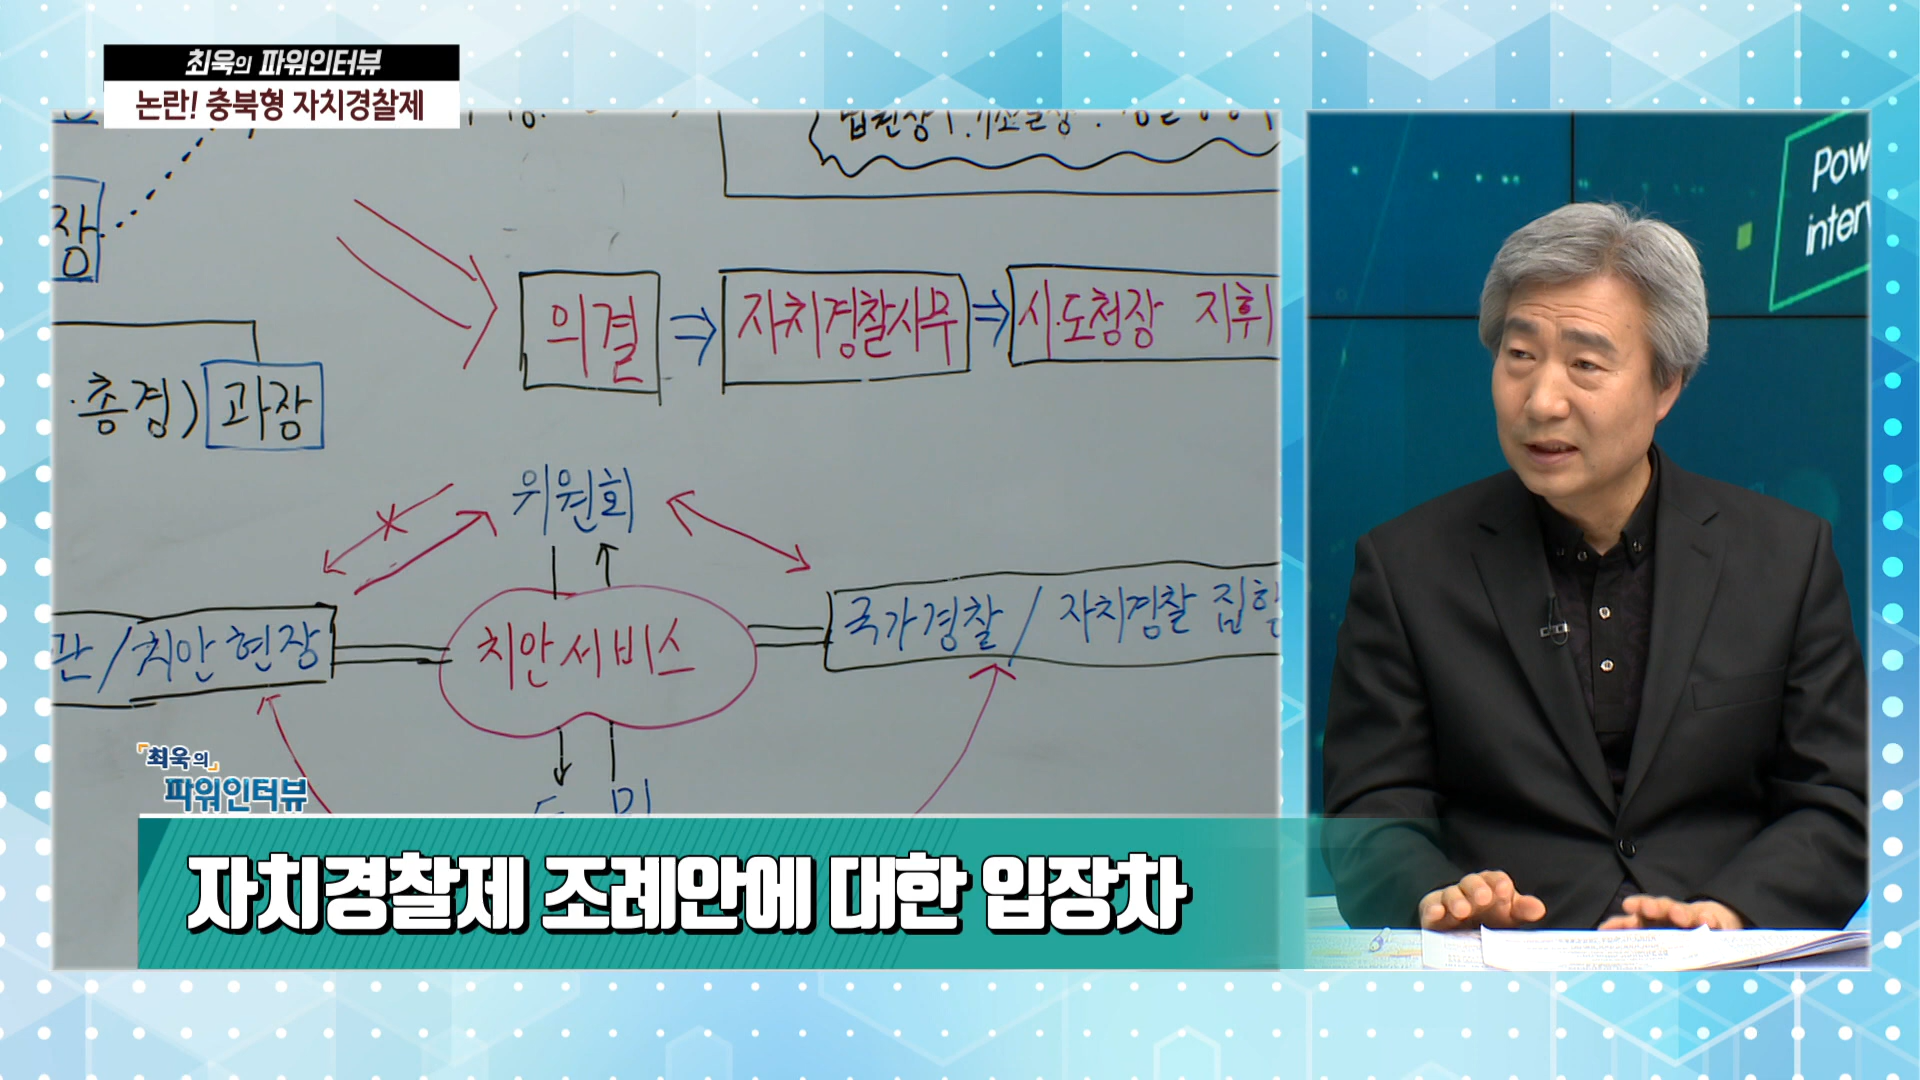 최욱의 파워인터뷰
논란! 충북형 자치경찰제
장
의결 ⇒ 자치경찰사무 ⇒ 시·도청장 지휘
·총경) 과장
위원회
관/치안현장
치안서비스
국가경찰 / 자치경찰 집행
Pow
interv
「최욱의」
파워인터뷰
자치경찰제 조례안에 대한 입장차